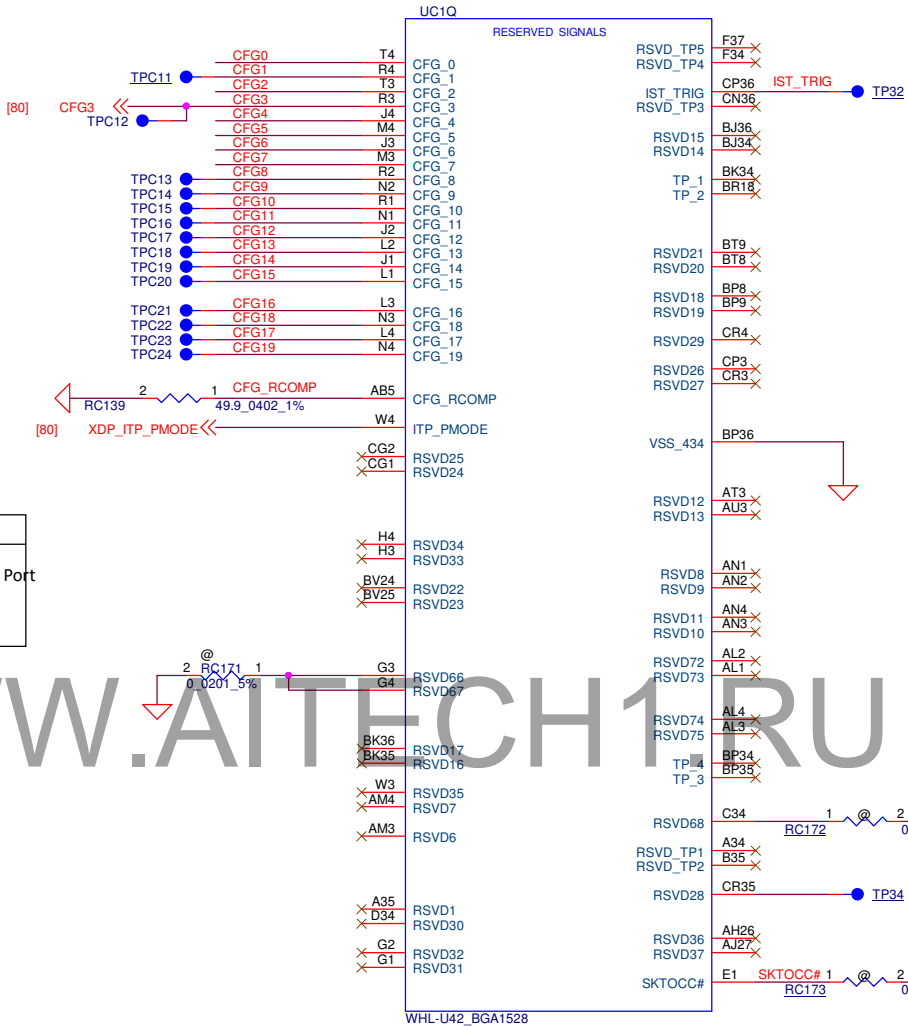 UC1Q
RESERVED SIGNALS
CFG0 T4 CFG_0
TPC11 CFG1 R4 CFG_1
CFG2 T3 CFG_2
[80] CFG3 CFG3 R3 CFG_3
TPC12 CFG4 J4 CFG_4
CFG5 M4 CFG_5
CFG6 J3 CFG_6
CFG7 M3 CFG_7
TPC13 CFG8 R2 CFG_8
TPC14 CFG9 N2 CFG_9
TPC15 CFG10 R1 CFG_10
TPC16 CFG11 N1 CFG_11
TPC17 CFG12 J2 CFG_12
TPC18 CFG13 L2 CFG_13
TPC19 CFG14 J1 CFG_14
TPC20 CFG15 L1 CFG_15
TPC21 CFG16 L3 CFG_16
TPC22 CFG18 N3 CFG_18
TPC23 CFG17 L4 CFG_17
TPC24 CFG19 N4 CFG_19
2 1 CFG_RCOMP AB5 CFG_RCOMP
RC139 49.9_0402_1%
[80] XDP_ITP_PMODE W4 ITP_PMODE
CG2 RSVD25
CG1 RSVD24
H4 RSVD34
H3 RSVD33
Port
BV24 RSVD22
BV25 RSVD23
@
2 RC171 1 G3 RSVD66
0_0201_5% G4 RSVD67
BK36 RSVD17
BK35 RSVD16
W3 RSVD35
AM4 RSVD7
AM3 RSVD6
A35 RSVD1
D34 RSVD30
G2 RSVD32
G1 RSVD31
RSVD_TP5 F37
RSVD_TP4 F34
IST_TRIG CP36 IST_TRIG TP32
RSVD_TP3 CN36
RSVD15 BJ36
RSVD14 BJ34
TP_1 BK34
TP_2 BR18
RSVD21 BT9
RSVD20 BT8
RSVD18 BP8
RSVD19 BP9
RSVD29 CR4
RSVD26 CP3
RSVD27 CR3
VSS_434 BP36
RSVD12 AT3
RSVD13 AU3
RSVD8 AN1
RSVD9 AN2
RSVD11 AN4
RSVD10 AN3
RSVD72 AL2
RSVD73 AL1
RSVD74 AL4
RSVD75 AL3
TP_4 BP34
TP_3 BP35
RSVD68 C34 1 @ 2
RC172 0
RSVD_TP1 A34
RSVD_TP2 B35
RSVD28 CR35 TP34
RSVD36 AH26
RSVD37 AJ27
SKTOCC# E1 SKTOCC# 1 @ 2
RC173 0
WHL-U42_BGA1528
W.AITECH1.RU